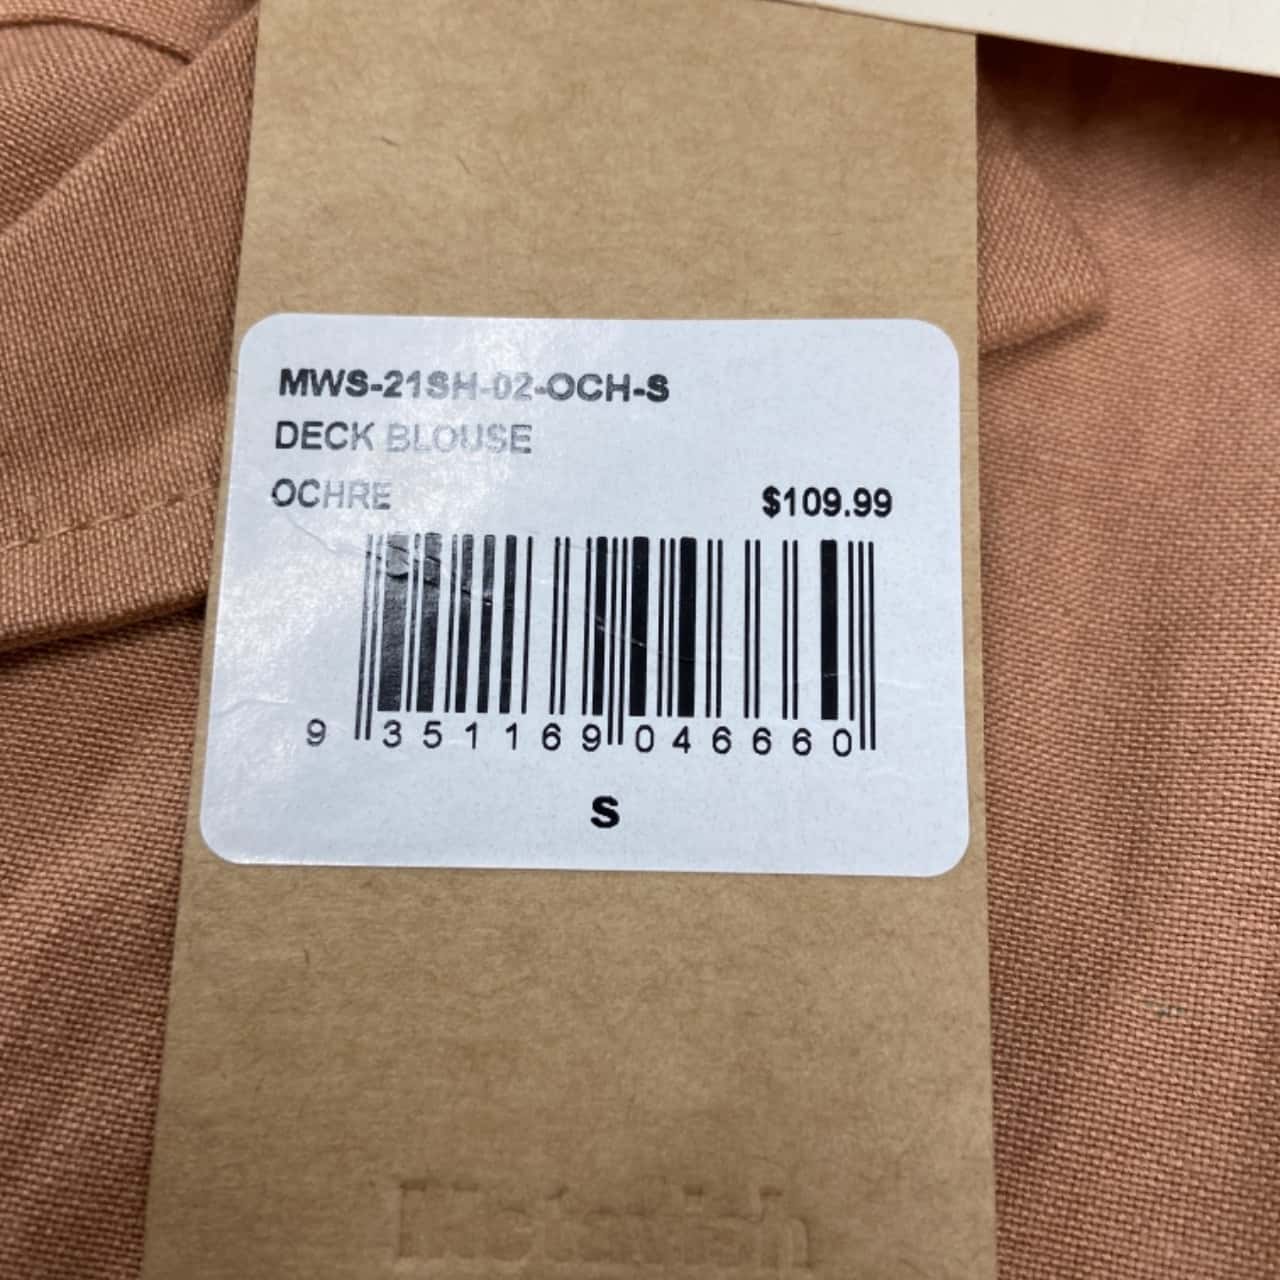 MWS-21SH-02-OCH-S
DECK BLOUSE
OCHRE
$109.99
9 351169 046660
S